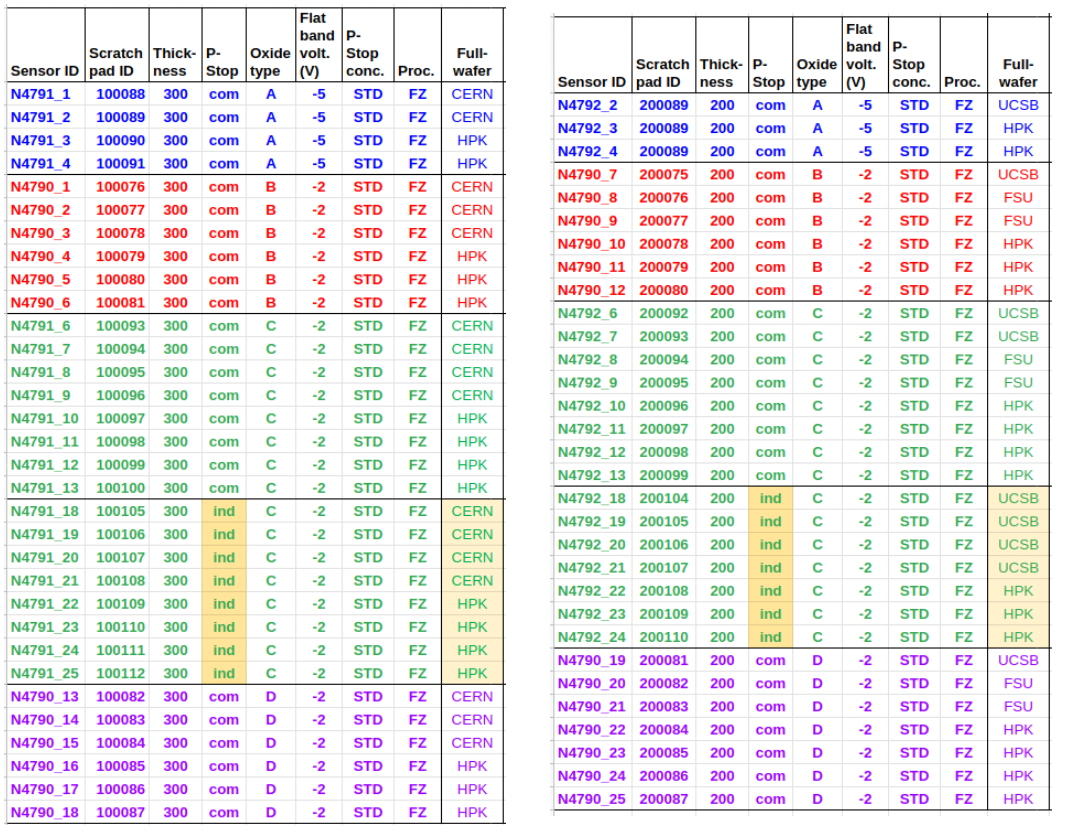 Sensor ID Scratch pad ID Thick-ness P-Stop Oxide type Flat band volt. (V) P-Stop conc. Proc. Full-wafer
N4791_1 100088 300 com A -5 STD FZ CERN
N4791_2 100089 300 com A -5 STD FZ CERN
N4791_3 100090 300 com A -5 STD FZ HPK
N4791_4 100091 300 com A -5 STD FZ HPK
N4790_1 100076 300 com B -2 STD FZ CERN
N4790_2 100077 300 com B -2 STD FZ CERN
N4790_3 100078 300 com B -2 STD FZ CERN
N4790_4 100079 300 com B -2 STD FZ HPK
N4790_5 100080 300 com B -2 STD FZ HPK
N4790_6 100081 300 com B -2 STD FZ HPK
N4791_6 100093 300 com C -2 STD FZ CERN
N4791_7 100094 300 com C -2 STD FZ CERN
N4791_8 100095 300 com C -2 STD FZ CERN
N4791_9 100096 300 com C -2 STD FZ CERN
N4791_10 100097 300 com C -2 STD FZ HPK
N4791_11 100098 300 com C -2 STD FZ HPK
N4791_12 100099 300 com C -2 STD FZ HPK
N4791_13 100100 300 com C -2 STD FZ HPK
N4791_18 100105 300 ind C -2 STD FZ CERN
N4791_19 100106 300 ind C -2 STD FZ CERN
N4791_20 100107 300 ind C -2 STD FZ CERN
N4791_21 100108 300 ind C -2 STD FZ CERN
N4791_22 100109 300 ind C -2 STD FZ HPK
N4791_23 100110 300 ind C -2 STD FZ HPK
N4791_24 100111 300 ind C -2 STD FZ HPK
N4791_25 100112 300 ind C -2 STD FZ HPK
N4790_13 100082 300 com D -2 STD FZ CERN
N4790_14 100083 300 com D -2 STD FZ CERN
N4790_15 100084 300 com D -2 STD FZ CERN
N4790_16 100085 300 com D -2 STD FZ HPK
N4790_17 100086 300 com D -2 STD FZ HPK
N4790_18 100087 300 com D -2 STD FZ HPK
Sensor ID Scratch pad ID Thick-ness P-Stop Oxide type Flat band volt. (V) P-Stop conc. Proc. Full-wafer
N4792_2 200089 200 com A -5 STD FZ UCSB
N4792_3 200089 200 com A -5 STD FZ HPK
N4792_4 200089 200 com A -5 STD FZ HPK
N4790_7 200075 200 com B -2 STD FZ UCSB
N4790_8 200076 200 com B -2 STD FZ FSU
N4790_9 200077 200 com B -2 STD FZ FSU
N4790_10 200078 200 com B -2 STD FZ HPK
N4790_11 200079 200 com B -2 STD FZ HPK
N4790_12 200080 200 com B -2 STD FZ HPK
N4792_6 200092 200 com C -2 STD FZ UCSB
N4792_7 200093 200 com C -2 STD FZ UCSB
N4792_8 200094 200 com C -2 STD FZ FSU
N4792_9 200095 200 com C -2 STD FZ FSU
N4792_10 200096 200 com C -2 STD FZ HPK
N4792_11 200097 200 com C -2 STD FZ HPK
N4792_12 200098 200 com C -2 STD FZ HPK
N4792_13 200099 200 com C -2 STD FZ HPK
N4792_18 200104 200 ind C -2 STD FZ UCSB
N4792_19 200105 200 ind C -2 STD FZ UCSB
N4792_20 200106 200 ind C -2 STD FZ UCSB
N4792_21 200107 200 ind C -2 STD FZ UCSB
N4792_22 200108 200 ind C -2 STD FZ HPK
N4792_23 200109 200 ind C -2 STD FZ HPK
N4792_24 200110 200 ind C -2 STD FZ HPK
N4790_19 200081 200 com D -2 STD FZ UCSB
N4790_20 200082 200 com D -2 STD FZ FSU
N4790_21 200083 200 com D -2 STD FZ FSU
N4790_22 200084 200 com D -2 STD FZ HPK
N4790_23 200085 200 com D -2 STD FZ HPK
N4790_24 200086 200 com D -2 STD FZ HPK
N4790_25 200087 200 com D -2 STD FZ HPK